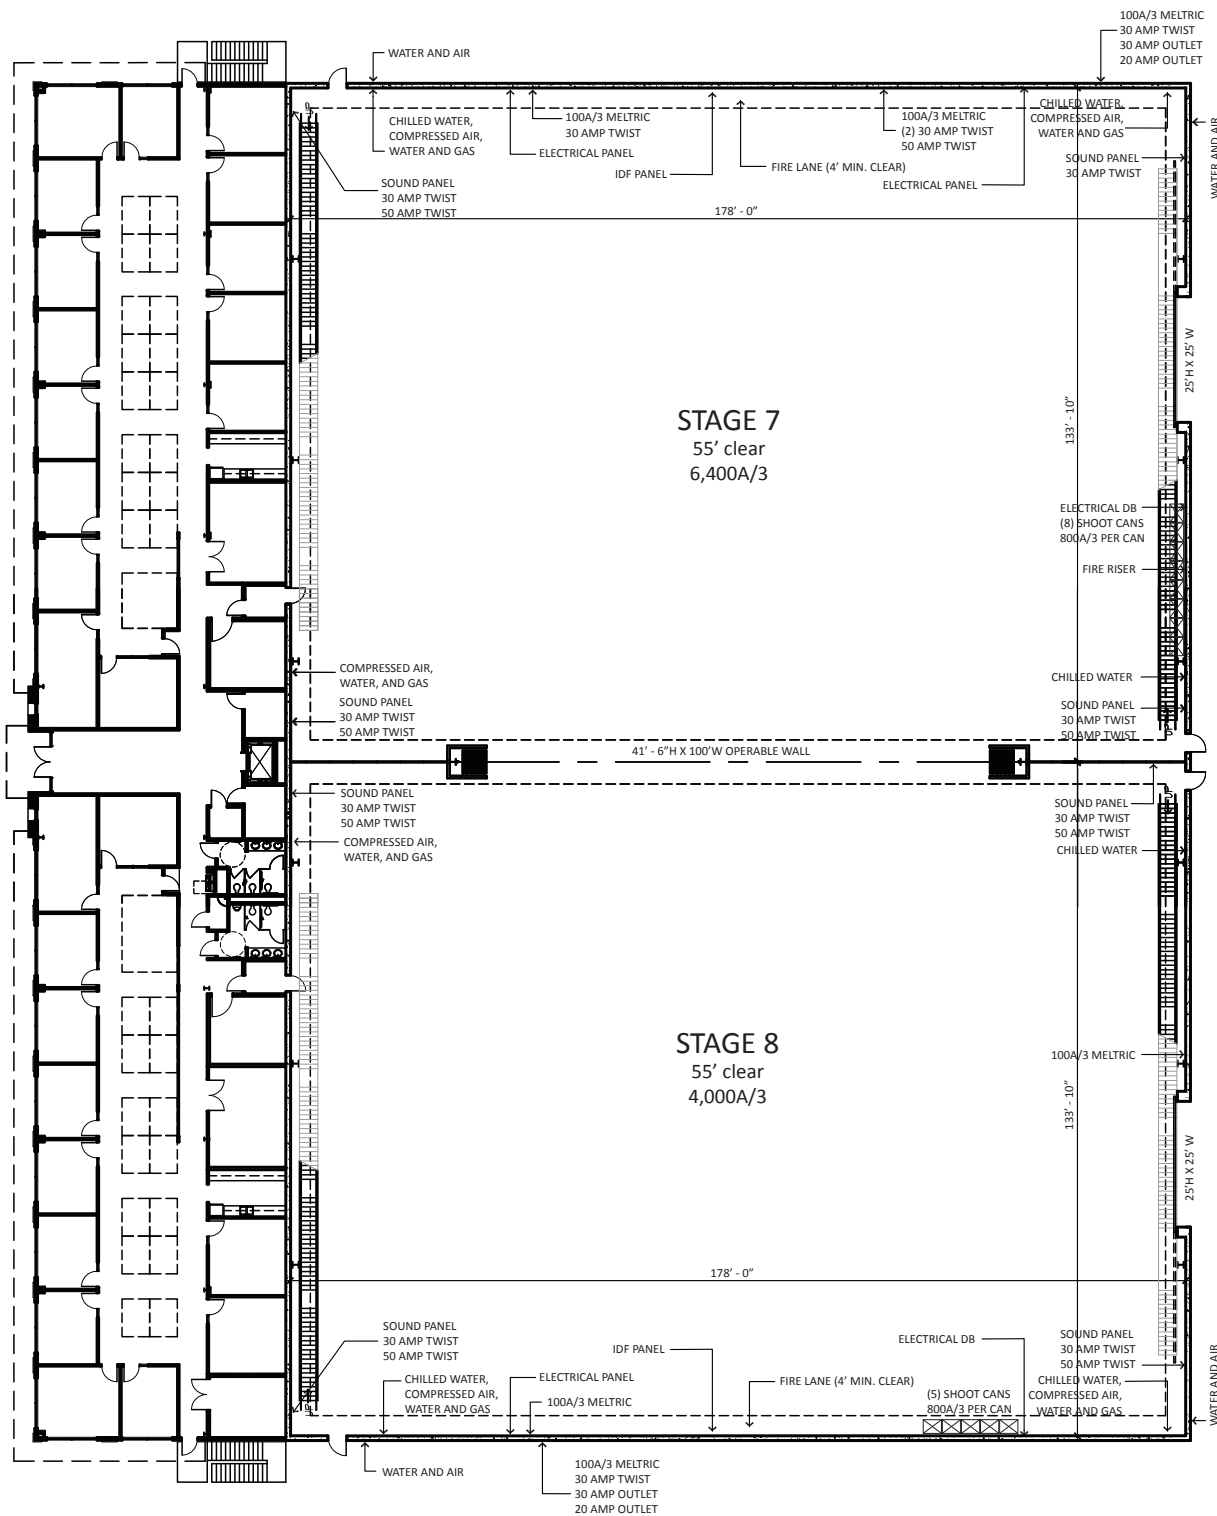 100A/3 MELTRIC
30 AMP TWIST
30 AMP OUTLET
20 AMP OUTLET
WATER AND AIR
CHILLED WATER,
COMPRESSED AIR,
WATER AND GAS
100A/3 MELTRIC
30 AMP TWIST
ELECTRICAL PANEL
IDF PANEL
FIRE LANE (4' MIN. CLEAR)
100A/3 MELTRIC
(2) 30 AMP TWIST
50 AMP TWIST
ELECTRICAL PANEL
CHILLED WATER,
COMPRESSED AIR,
WATER AND GAS
SOUND PANEL
30 AMP TWIST
WATER AND AIR
SOUND PANEL
30 AMP TWIST
50 AMP TWIST
178' - 0"
25'H X 25' W
133' - 10"
STAGE 7
55' clear
6,400A/3
ELECTRICAL DB
(8) SHOOT CANS
800A/3 PER CAN
FIRE RISER
CHILLED WATER
SOUND PANEL
30 AMP TWIST
50 AMP TWIST
COMPRESSED AIR,
WATER, AND GAS
SOUND PANEL
30 AMP TWIST
50 AMP TWIST
41' - 6"H X 100'W OPERABLE WALL
SOUND PANEL
30 AMP TWIST
50 AMP TWIST
COMPRESSED AIR,
WATER, AND GAS
SOUND PANEL
30 AMP TWIST
50 AMP TWIST
CHILLED WATER
STAGE 8
55' clear
4,000A/3
100A/3 MELTRIC
133' - 10"
25'H X 25' W
178' - 0"
SOUND PANEL
30 AMP TWIST
50 AMP TWIST
IDF PANEL
ELECTRICAL DB
SOUND PANEL
30 AMP TWIST
50 AMP TWIST
CHILLED WATER,
COMPRESSED AIR,
WATER AND GAS
ELECTRICAL PANEL
100A/3 MELTRIC
FIRE LANE (4' MIN. CLEAR)
(5) SHOOT CANS
800A/3 PER CAN
CHILLED WATER,
COMPRESSED AIR,
WATER AND GAS
WATER AND AIR
WATER AND AIR
100A/3 MELTRIC
30 AMP TWIST
30 AMP OUTLET
20 AMP OUTLET